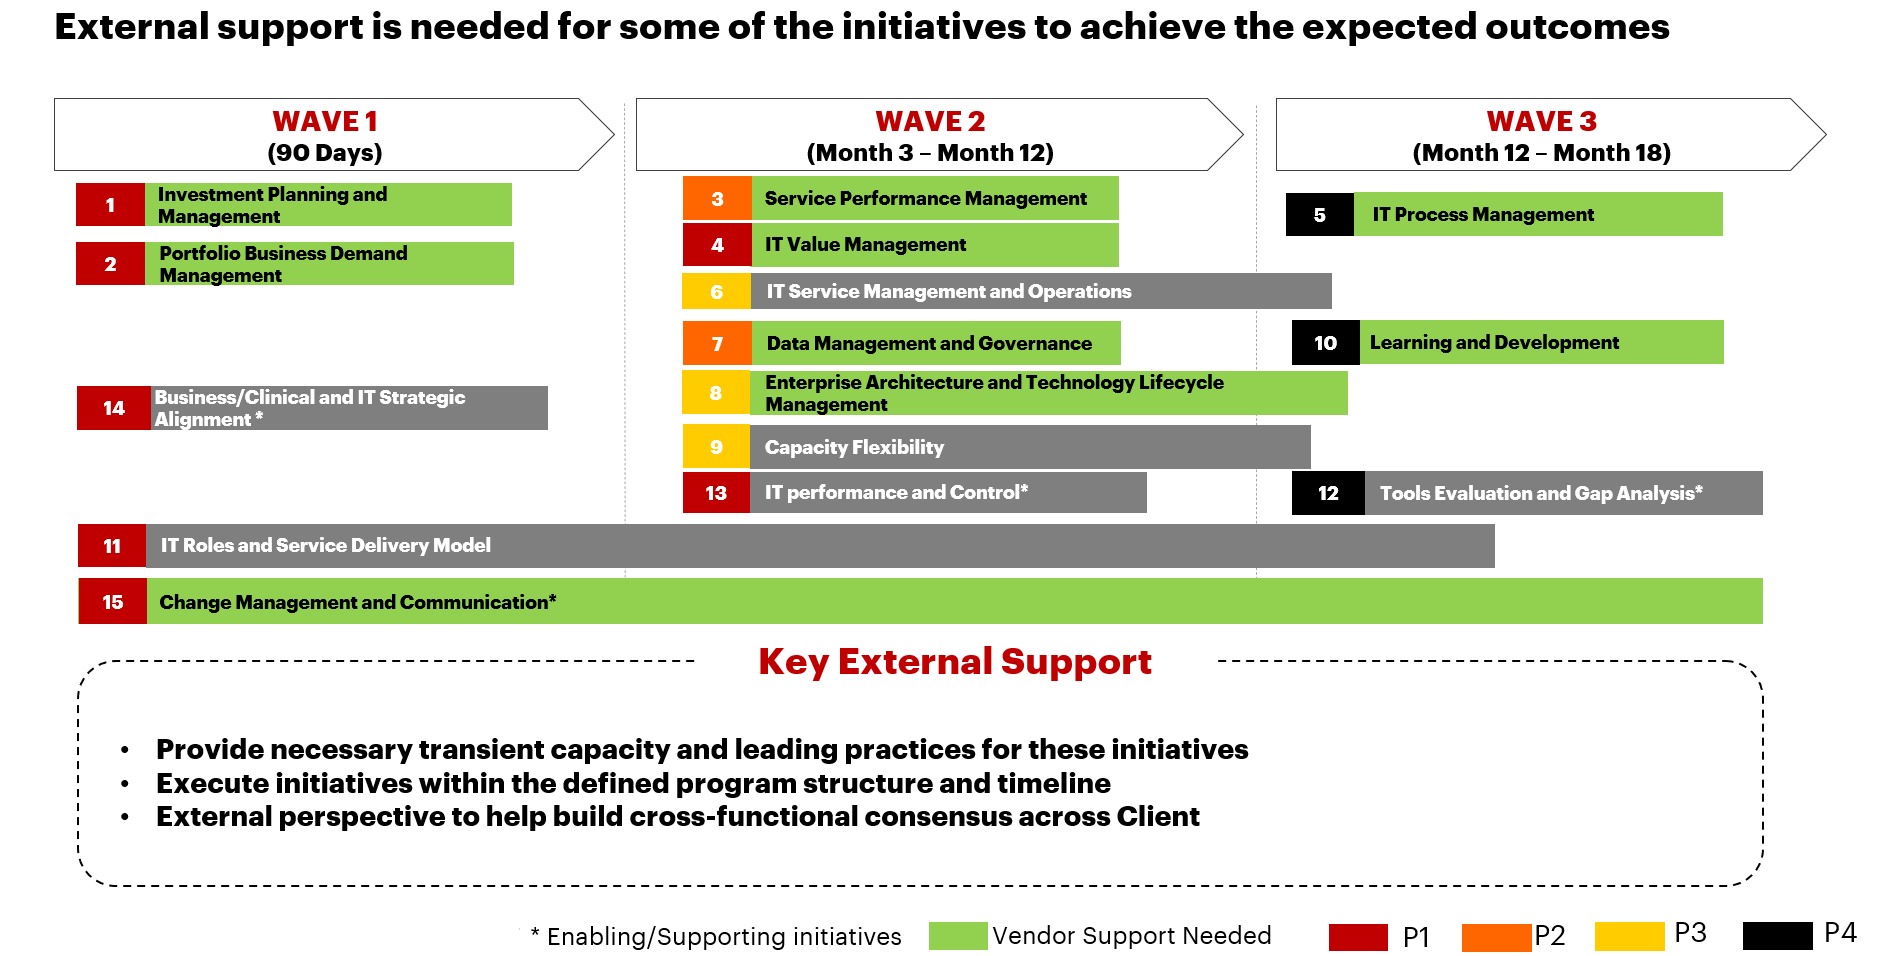 External support is needed for some of the initiatives to achieve the expected outcomes
WAVE 1
(90 Days)
WAVE 2
(Month 3 – Month 12)
WAVE 3
(Month 12 – Month 18)
1
Investment Planning and
Management
2
Portfolio Business Demand
Management
14
Business/Clinical and IT Strategic
Alignment *
3
Service Performance Management
4
IT Value Management
6
IT Service Management and Operations
7
Data Management and Governance
8
Enterprise Architecture and Technology Lifecycle
Management
9
Capacity Flexibility
13
IT performance and Control*
5
IT Process Management
10
Learning and Development
12
Tools Evaluation and Gap Analysis*
11
IT Roles and Service Delivery Model
15
Change Management and Communication*
Key External Support
• Provide necessary transient capacity and leading practices for these initiatives
• Execute initiatives within the defined program structure and timeline
• External perspective to help build cross-functional consensus across Client
* Enabling/Supporting initiatives
Vendor Support Needed
P1
P2
P3
P4